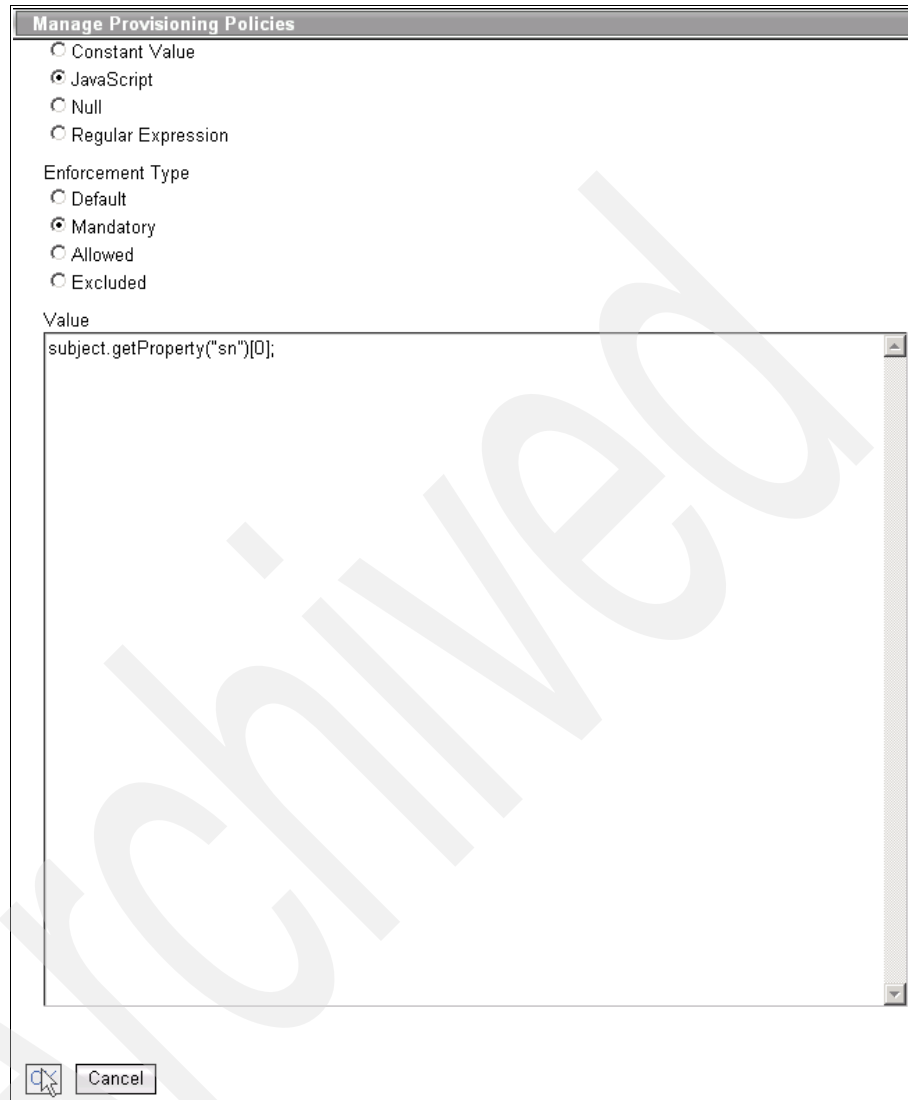 Manage Provisioning Policies
Constant Value
JavaScript
Null
Regular Expression
Enforcement Type
Default
Mandatory
Allowed
Excluded
Value
subject.getProperty("sn")[0];
Archived
OK Cancel